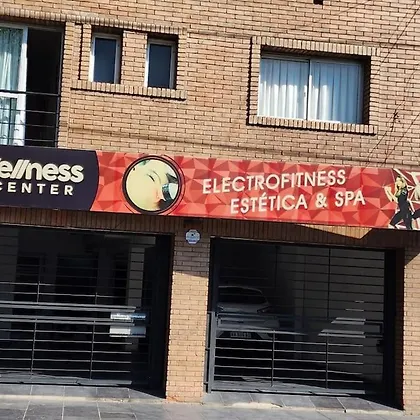 ellness
CENTER
ELECTROFITNESS
ESTÉTICA & SPA